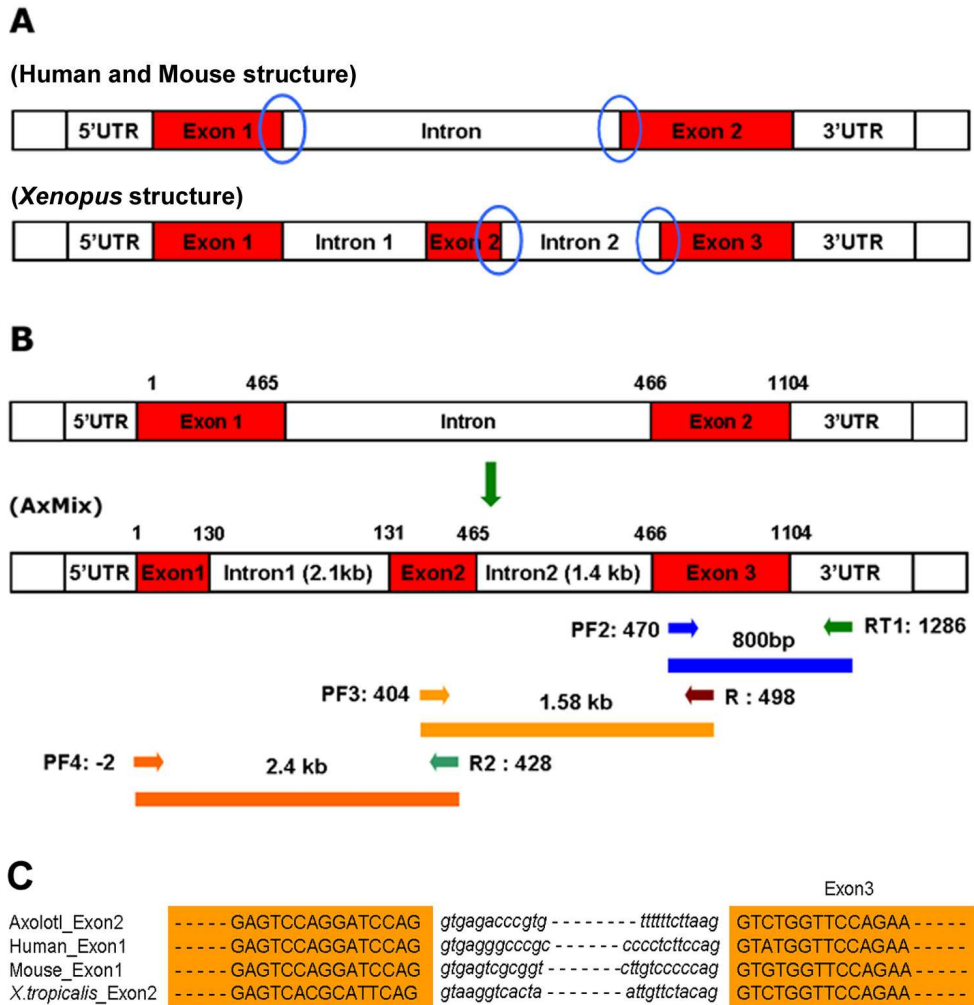 A
(Human and Mouse structure)
5'UTR Exon 1 Intron Exon 2 3'UTR
(Xenopus structure)
5'UTR Exon 1 Intron 1 Exon 2 Intron 2 Exon 3 3'UTR
B
1 465 466 1104
5'UTR Exon 1 Intron Exon 2 3'UTR
(AxMix)
1 130 131 465 466 1104
5'UTR Exon1 Intron1 (2.1kb) Exon2 Intron2 (1.4 kb) Exon 3 3'UTR
PF2: 470 RT1: 1286
800bp
PF3: 404 R : 498
1.58 kb
PF4: -2 R2 : 428
2.4 kb
C
Exon3
Axolotl_Exon2 - - - - - GAGTCCAGGATCCAG gtgagacccgtg - - - - - - - - - ttttttcttaag GTCTGGTTCCAGAA - - - - -
Human_Exon1 - - - - - GAGTCCAGGATCCAG gtgagggcccgc - - - - - - - - - cccctcttccag GTATGGTTCCAGAA - - - - -
Mouse_Exon1 - - - - - GAGTCCAGGATCCAG gtgagtcgcggt - - - - - - - - -cttgtcccccag GTGTGGTTCCAGAA - - - - -
X.tropicalis_Exon2 - - - - - GAGTCACGCATTCAG gtaaggtcacta - - - - - - - - - attgttctacag GTCTGGTTCCAGAA - - - - -